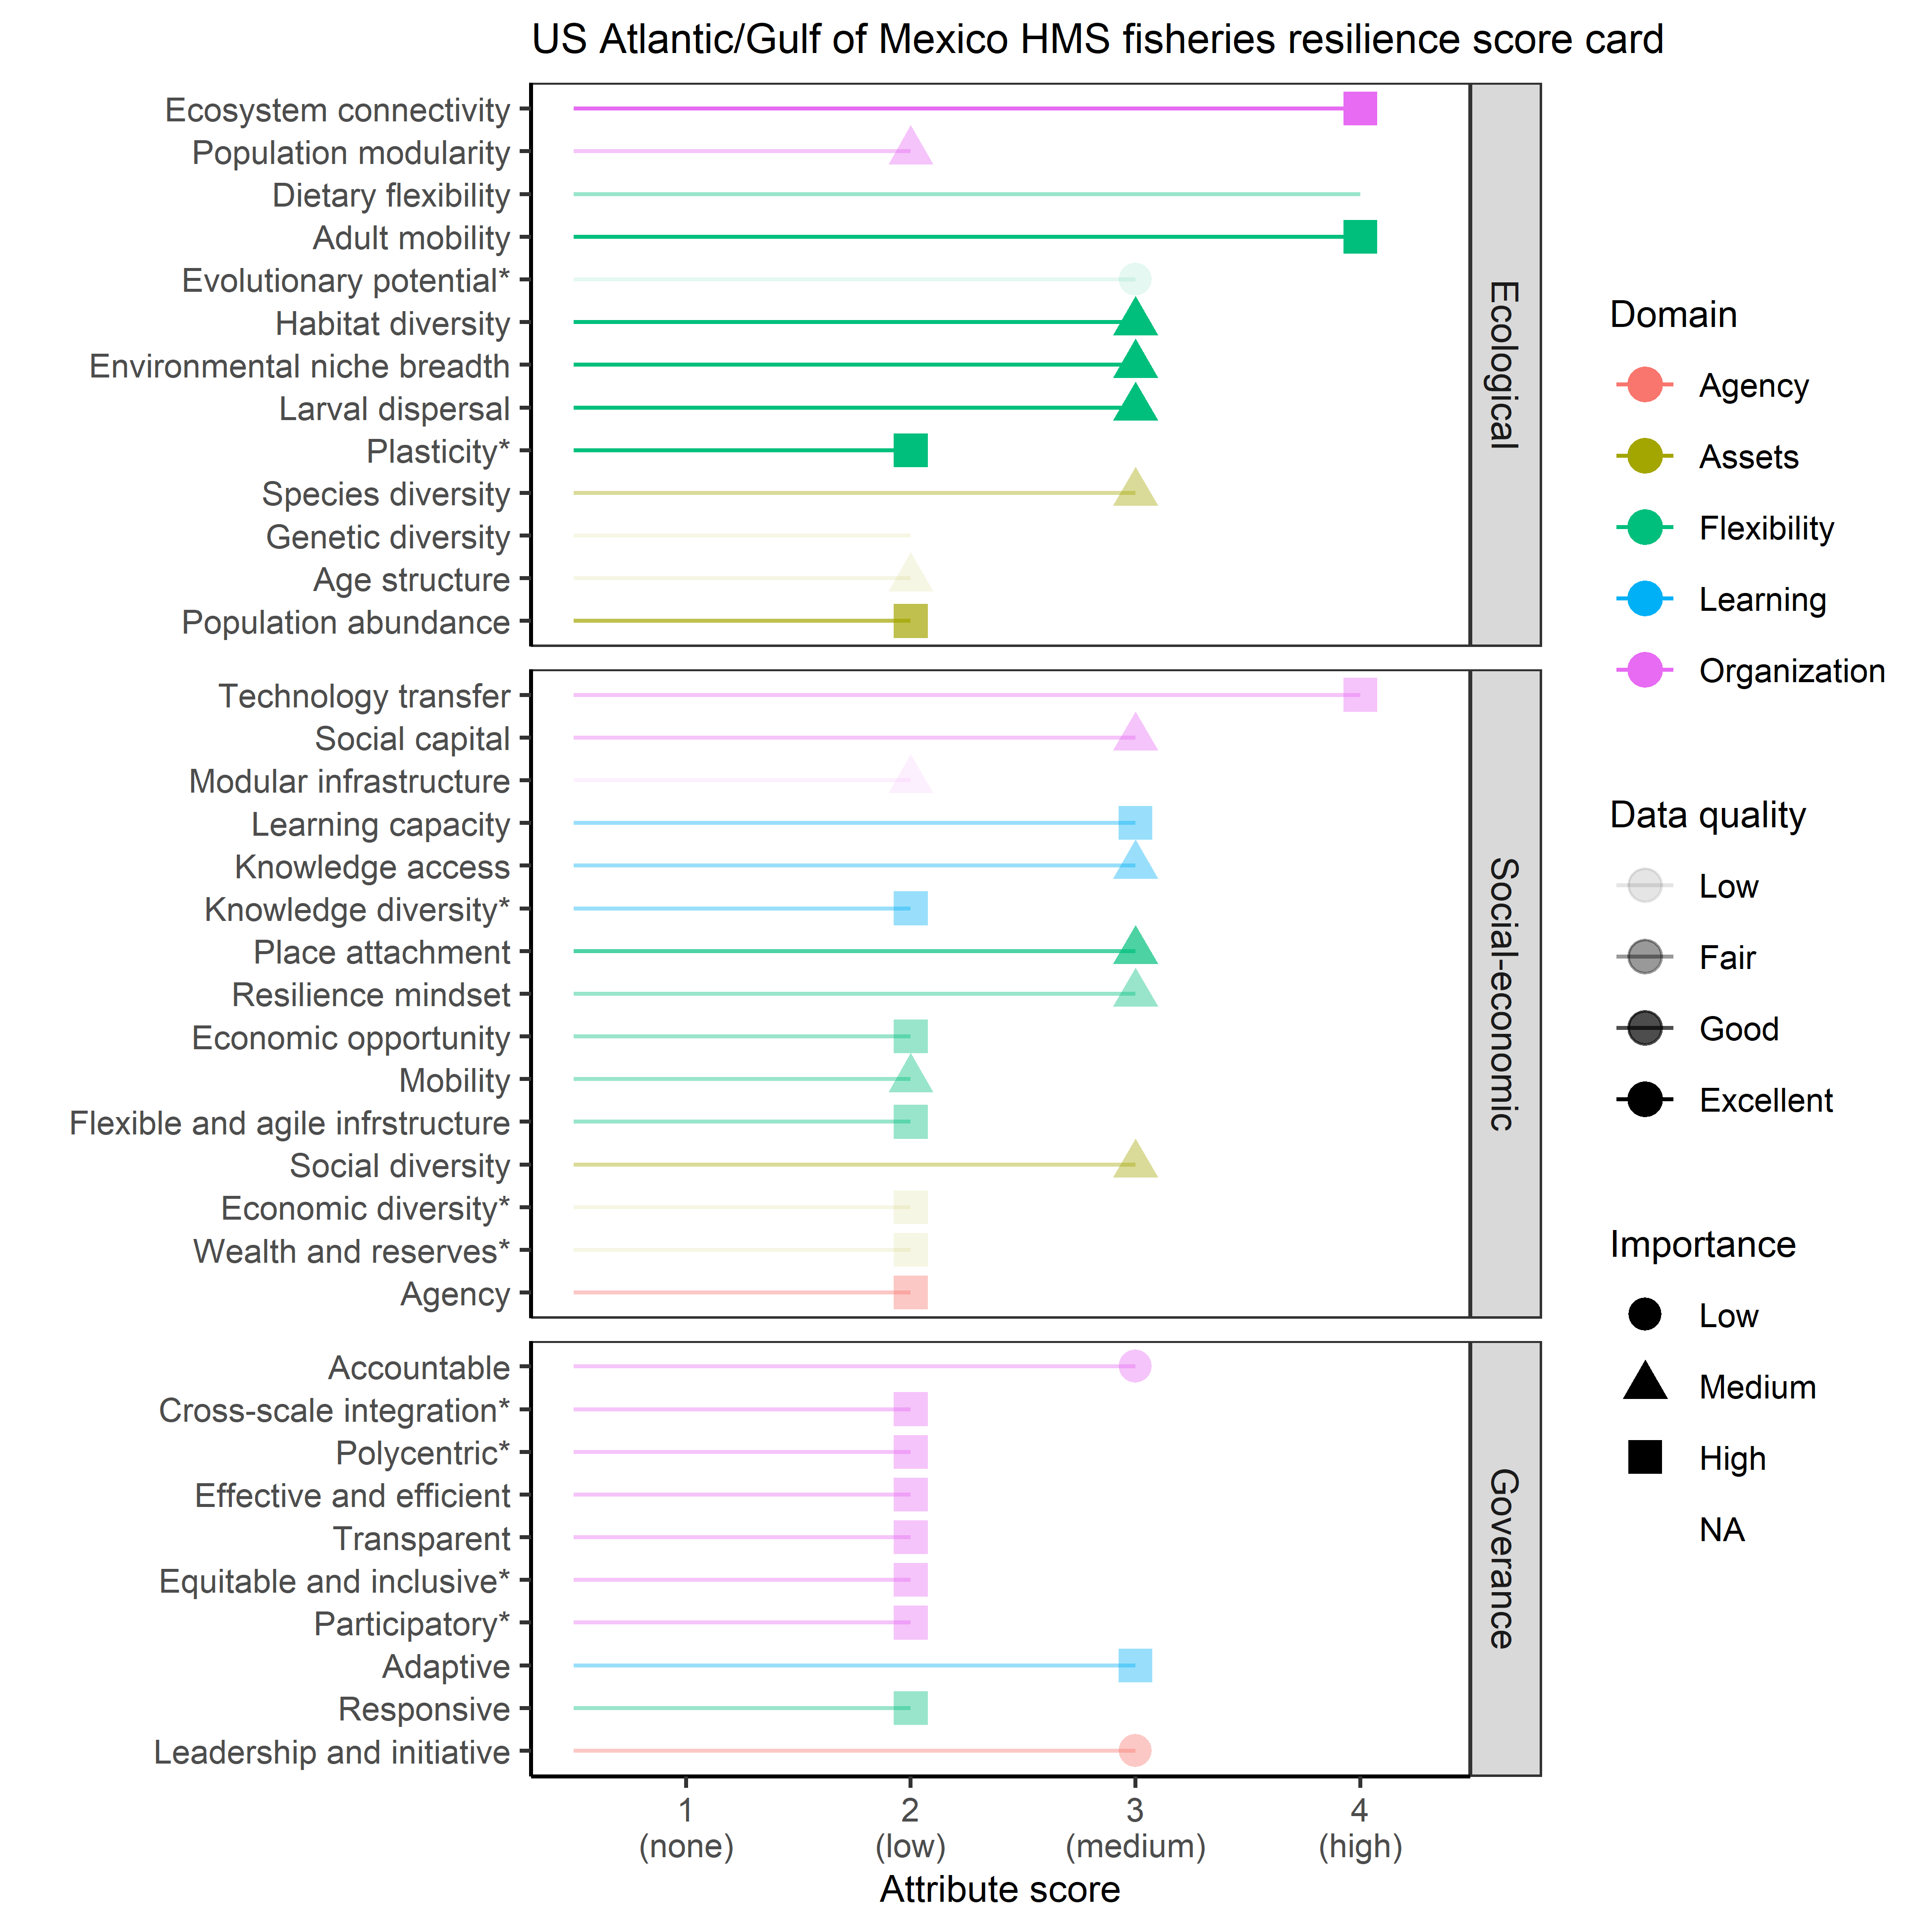 US Atlantic/Gulf of Mexico HMS fisheries resilience score card
Ecosystem connectivity
Population modularity
Dietary flexibility
Adult mobility
Evolutionary potential*
Habitat diversity
Environmental niche breadth
Larval dispersal
Plasticity*
Species diversity
Genetic diversity
Age structure
Population abundance
Ecological
Technology transfer
Social capital
Modular infrastructure
Learning capacity
Knowledge access
Knowledge diversity*
Place attachment
Resilience mindset
Economic opportunity
Mobility
Flexible and agile infrstructure
Social diversity
Economic diversity*
Wealth and reserves*
Agency
Social-economic
Accountable
Cross-scale integration*
Polycentric*
Effective and efficient
Transparent
Equitable and inclusive*
Participatory*
Adaptive
Responsive
Leadership and initiative
Goverance
1 2 3 4
(none) (low) (medium) (high)
Attribute score
Domain
Agency
Assets
Flexibility
Learning
Organization
Data quality
Low
Fair
Good
Excellent
Importance
Low
Medium
High
NA